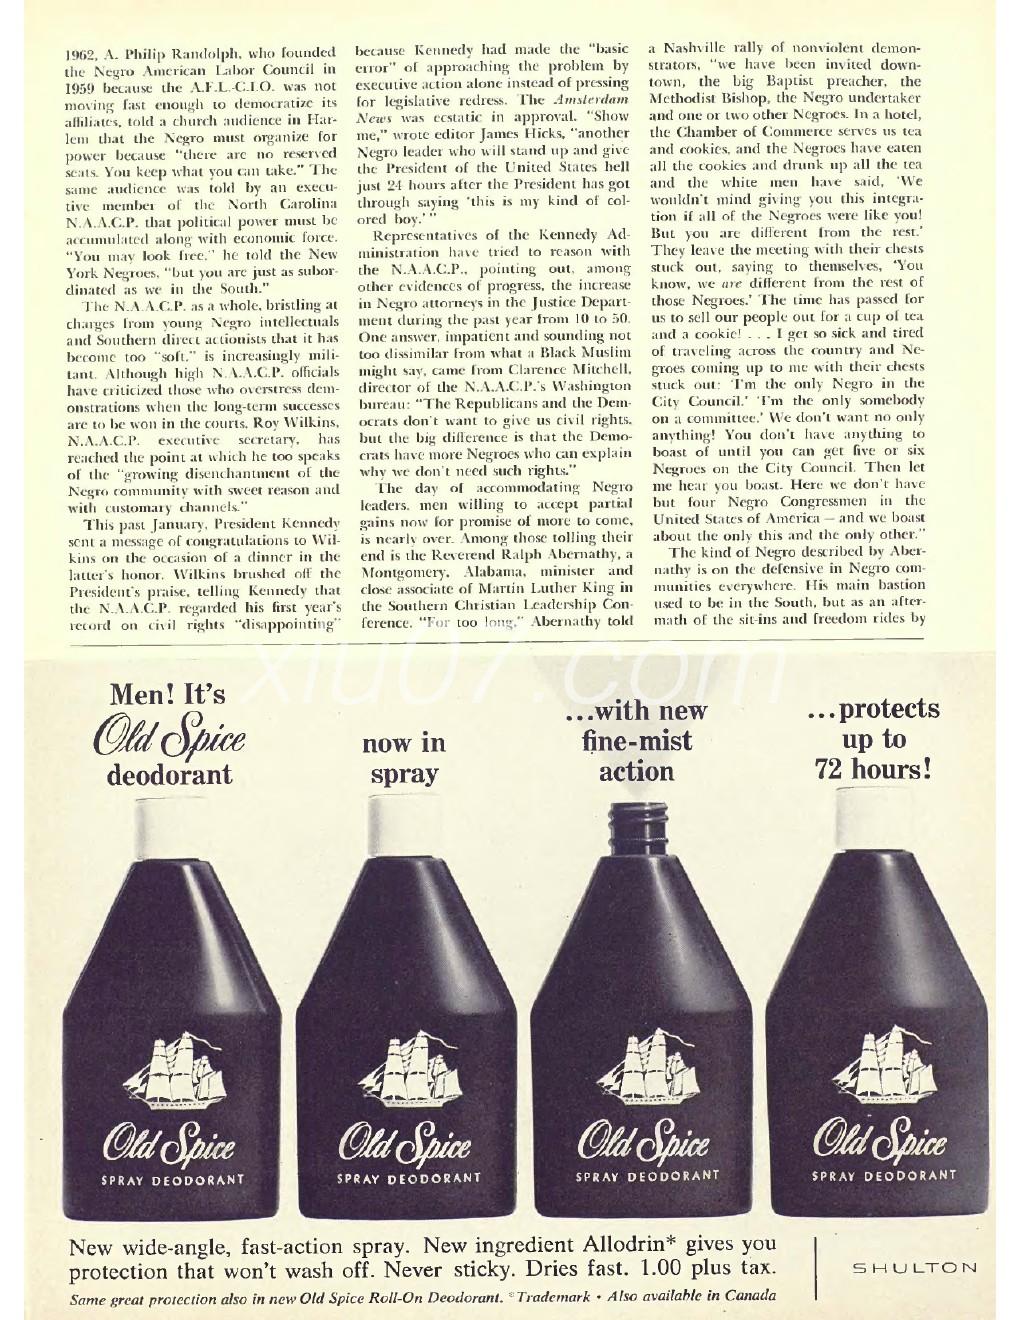 1962, A. Philip Randolph, who founded
the Negro American Labor Council in
1959 because the A.F.L.-C.I.O. was not
moving fast enough to democratize its
affiliates, told a church audience in Har-
lem that the Negro must organize for
power because "there are no reserved
seats. You keep what you can take." The
same audience was told by an execu-
tive member of the North Carolina
N.A.A.C.P. that political power must be
accumulated along with economic force.
"You may look free," he told the New
York Negroes, "but you are just as subor-
dinated as we in the South."
The N.A.A.C.P. as a whole, bristling at
charges from young Negro intellectuals
and Southern direct actionists that it has
become too "soft," is increasingly mili-
tant. Although high N.A.A.C.P. officials
have criticized those who overstress dem-
onstrations when the long-term successes
are to be won in the courts, Roy Wilkins,
N.A.A.C.P. executive secretary, has
reached the point at which he too speaks
of the "growing disenchantment of the
Negro community with sweet reason and
with customary channels."
This past January, President Kennedy
sent a message of congratulations to Wil-
kins on the occasion of a dinner in the
latter's honor. Wilkins brushed off the
President's praise, telling Kennedy that
the N.A.A.C.P. regarded his first year's
record on civil rights "disappointing"
because Kennedy had made the "basic
error" of approaching the problem by
executive action alone instead of pressing
for legislative redress. The Amsterdam
News was ecstatic in approval. "Show
me," wrote editor James Hicks, "another
Negro leader who will stand up and give
the President of the United States hell
just 24 hours after the President has got
through saying 'this is my kind of col-
ored boy.' "
Representatives of the Kennedy Ad-
ministration have tried to reason with
the N.A.A.C.P., pointing out, among
other evidences of progress, the increase
in Negro attorneys in the Justice Depart-
ment during the past year from 10 to 50.
One answer, impatient and sounding not
too dissimilar from what a Black Muslim
might say, came from Clarence Mitchell,
director of the N.A.A.C.P.'s Washington
bureau: "The Republicans and the Dem-
ocrats don't want to give us civil rights,
but the big difference is that the Demo-
crats have more Negroes who can explain
why we don't need such rights."
The day of accommodating Negro
leaders, men willing to accept partial
gains now for promise of more to come,
is nearly over. Among those tolling their
end is the Reverend Ralph Abernathy, a
Montgomery, Alabama, minister and
close associate of Martin Luther King in
the Southern Christian Leadership Con-
ference. "For too long," Abernathy told
a Nashville rally of nonviolent demon-
strators, "we have been invited down-
town, the big Baptist preacher, the
Methodist Bishop, the Negro undertaker
and one or two other Negroes. In a hotel,
the Chamber of Commerce serves us tea
and cookies, and the Negroes have eaten
all the cookies and drunk up all the tea
and the white men have said, 'We
wouldn't mind giving you this integra-
tion if all of the Negroes were like you!
But you are different from the rest.'
They leave the meeting with their chests
stuck out, saying to themselves, 'You
know, we are different from the rest of
those Negroes.' The time has passed for
us to sell our people out for a cup of tea
and a cookie! . . . I get so sick and tired
of traveling across the country and Ne-
groes coming up to me with their chests
stuck out: 'I'm the only Negro in the
City Council.' 'I'm the only somebody
on a committee.' We don't want no only
anything! You don't have anything to
boast of until you can get five or six
Negroes on the City Council. Then let
me hear you boast. Here we don't have
but four Negro Congressmen in the
United States of America — and we boast
about the only this and the only other."
The kind of Negro described by Aber-
nathy is on the defensive in Negro com-
munities everywhere. His main bastion
used to be in the South, but as an after-
math of the sit-ins and freedom rides by
xiu07.com
Men! It's
Old Spice
deodorant
now in
spray
...with new
fine-mist
action
...protects
up to
72 hours!
Old Spice
SPRAY DEODORANT
Old Spice
SPRAY DEODORANT
Old Spice
SPRAY DEODORANT
Old Spice
SPRAY DEODORANT
New wide-angle, fast-action spray. New ingredient Allodrin* gives you
protection that won't wash off. Never sticky. Dries fast. 1.00 plus tax.
Same great protection also in new Old Spice Roll-On Deodorant. *Trademark • Also available in Canada
SHULTON